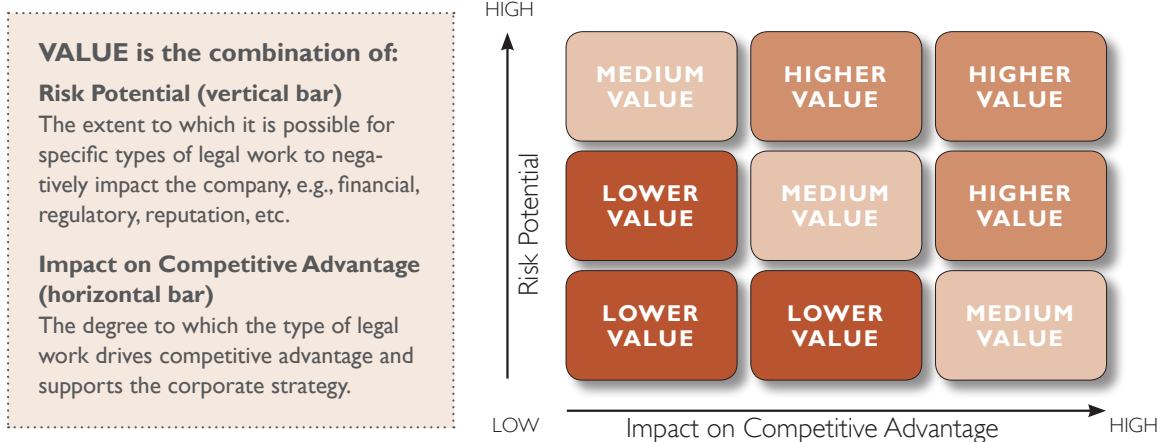 VALUE is the combination of:
Risk Potential (vertical bar)
The extent to which it is possible for
specific types of legal work to nega-
tively impact the company, e.g., financial,
regulatory, reputation, etc.
Impact on Competitive Advantage
(horizontal bar)
The degree to which the type of legal
work drives competitive advantage and
supports the corporate strategy.
HIGH
Risk Potential
MEDIUM
VALUE
HIGHER
VALUE
HIGHER
VALUE
LOWER
VALUE
MEDIUM
VALUE
HIGHER
VALUE
LOWER
VALUE
LOWER
VALUE
MEDIUM
VALUE
LOW
Impact on Competitive Advantage
HIGH